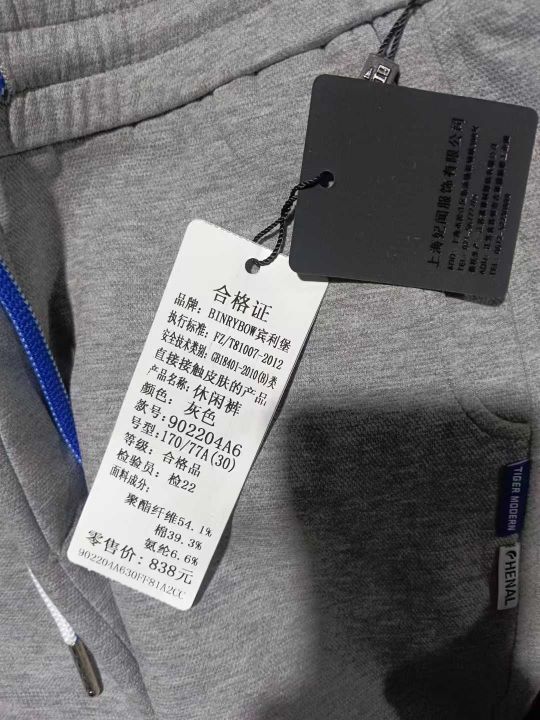 合格证
品牌: BINRYBOW宾利堡
执行标准: FZ/T81007-2012
安全技术类别: GB18401-2010(B)类
直接接触皮肤的产品
产品名称: 休闲裤
颜色: 灰色
款号: 902204A6
号型: 170/77A(30)
等级: 合格品
检验员: 检22
面料成分:
聚酯纤维54.1%
棉39.3%
氨纶6.6%
零售价: 838元
902204A630FF81A2CC
服饰有限公司
TIGER MODERN
CHENAL